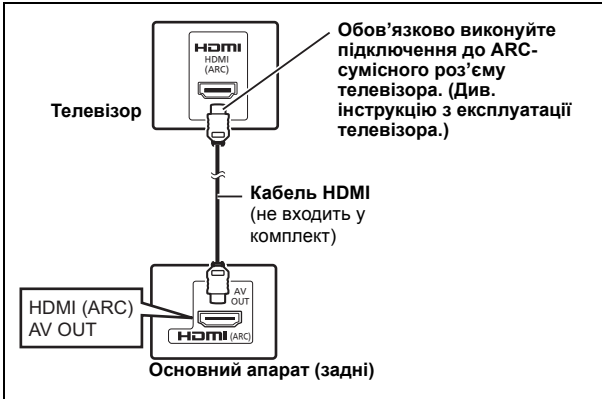 HDMI
HDMI
(ARC)
Телевізор
Обов’язково виконуйте
підключення до ARC-
сумісного роз’єму
телевізора. (Див.
інструкцію з експлуатації
телевізора.)
Кабель HDMI
(не входить у
комплект)
HDMI (ARC)
AV OUT
AV
OUT
HDMI (ARC)
Основний апарат (задні)